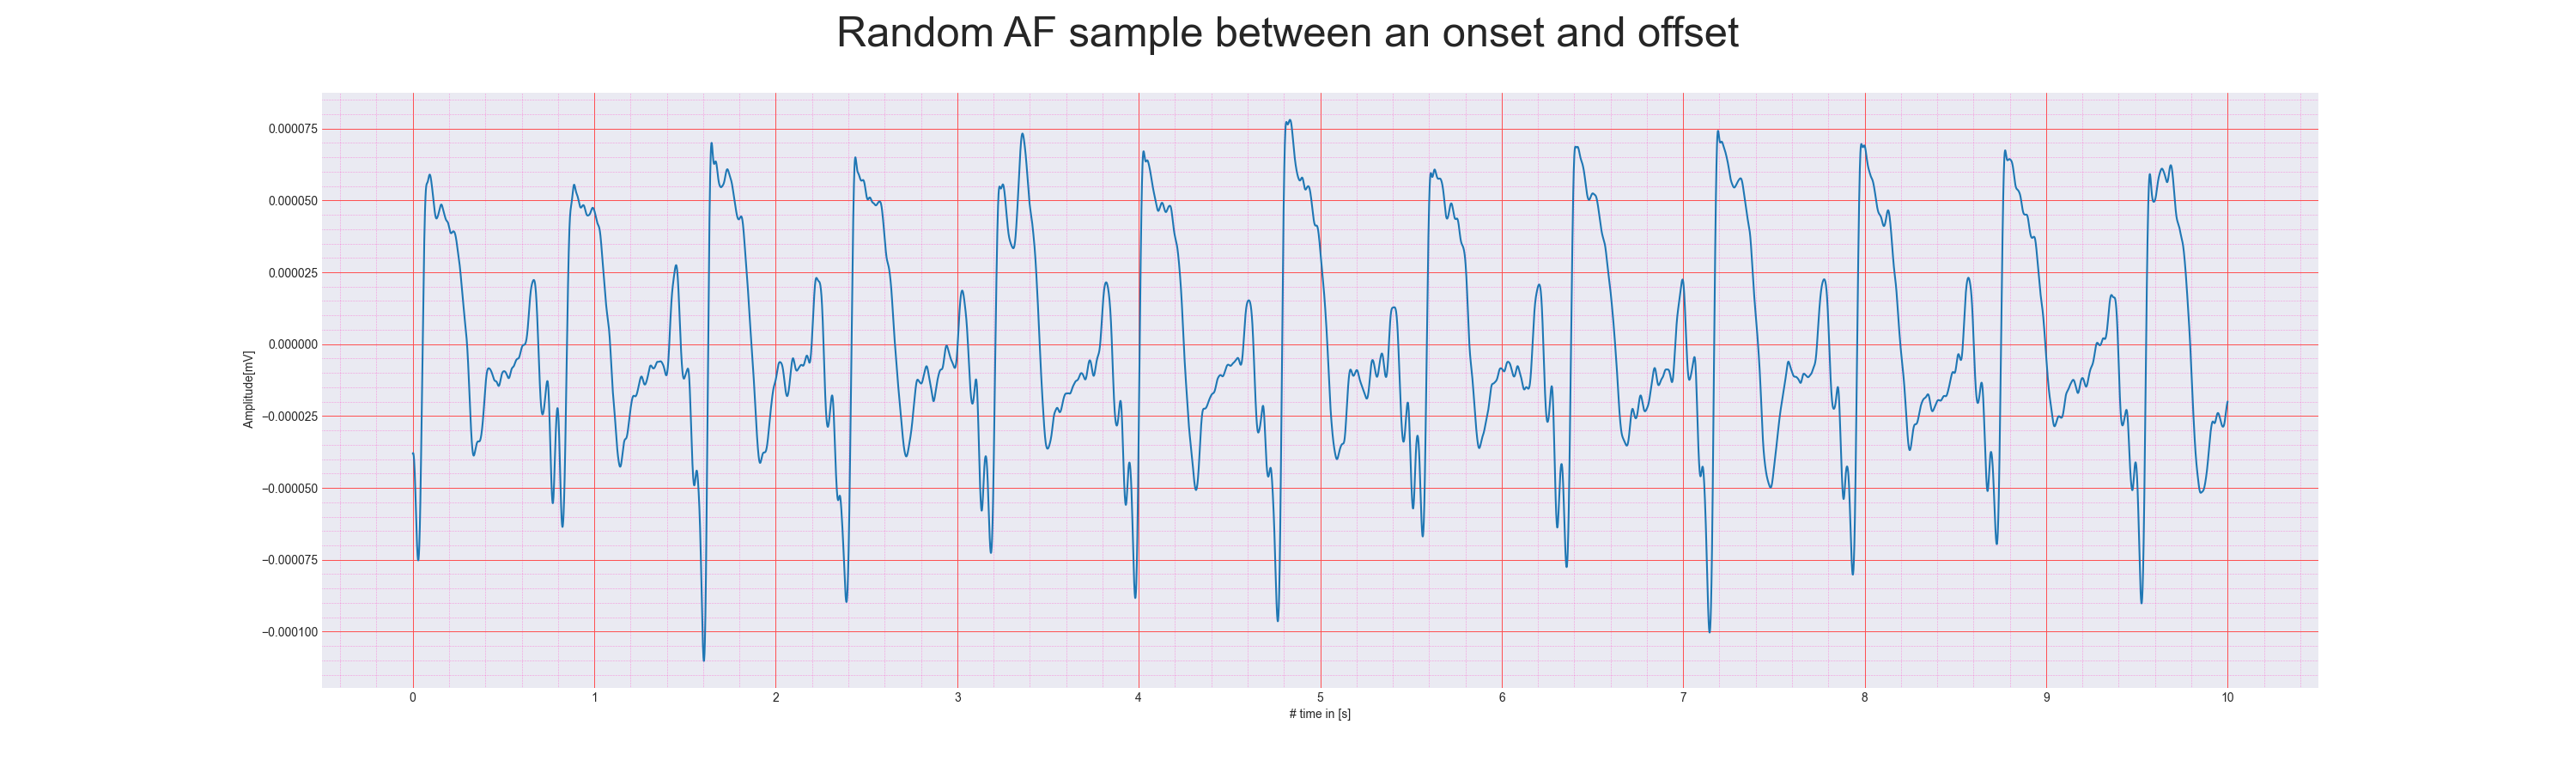 Random AF sample between an onset and offset
Amplitude[mV]
0.000075
0.000050
0.000025
0.000000
−0.000025
−0.000050
−0.000075
−0.000100
0 1 2 3 4 5 6 7 8 9 10
# time in [s]